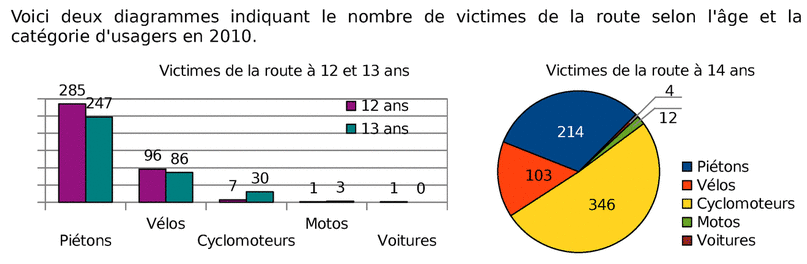 Voici deux diagrammes indiquant le nombre de victimes de la route selon l'âge et la
catégorie d'usagers en 2010.
Victimes de la route à 12 et 13 ans
285
247
96
86
7
30
1
3
1
0
12 ans
13 ans
Piétons
Vélos
Cyclomoteurs
Motos
Voitures
Victimes de la route à 14 ans
4
12
214
103
346
Piétons
Vélos
Cyclomoteurs
Motos
Voitures